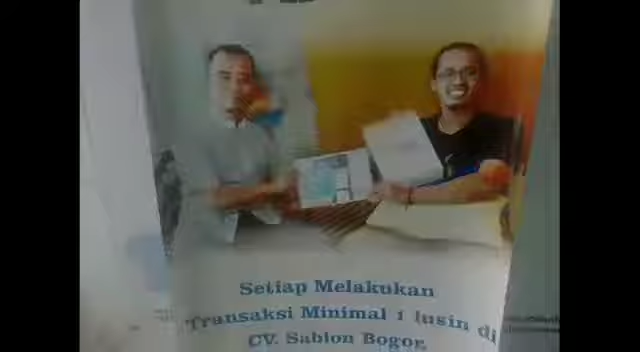 Setiap Melakukan
Transaksi Minimal 1 lusin di
CV. Sablon Bogor,